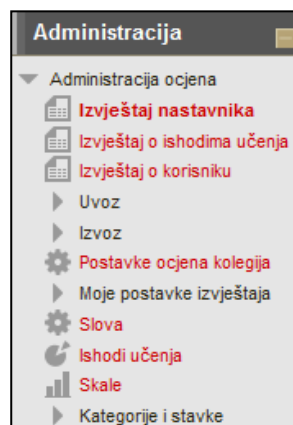 Administracija
Administracija ocjena
Izvještaj nastavnika
Izvještaj o ishodima učenja
Izvještaj o korisniku
Uvoz
Izvoz
Postavke ocjena kolegija
Moje postavke izvještaja
Slova
Ishodi učenja
Skale
Kategorije i stavke